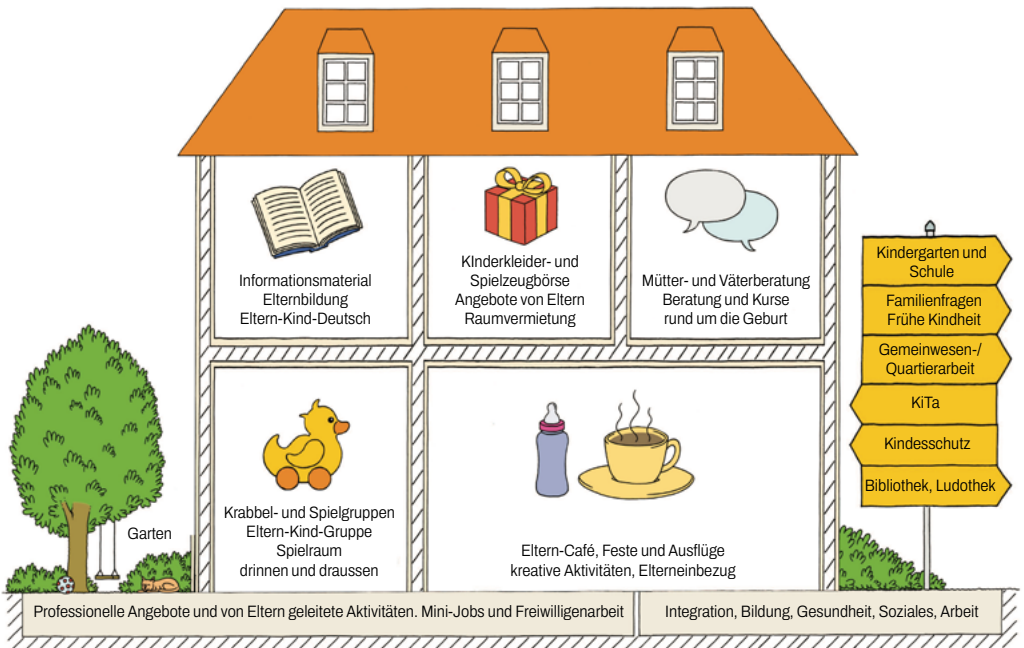 Informationsmaterial
Elternbildung
Eltern-Kind-Deutsch
KInderkleider- und
Spielzeugbörse
Angebote von Eltern
Raumvermietung
Mütter- und Väterberatung
Beratung und Kurse
rund um die Geburt
Kindergarten und
Schule
Familienfragen
Frühe Kindheit
Gemeinwesen-/
Quartierarbeit
KiTa
Kindesschutz
Bibliothek, Ludothek
Garten
Krabbel- und Spielgruppen
Eltern-Kind-Gruppe
Spielraum
drinnen und draussen
Eltern-Café, Feste und Ausflüge
kreative Aktivitäten, Elterneinbezug
Professionelle Angebote und von Eltern geleitete Aktivitäten. Mini-Jobs und Freiwilligenarbeit
Integration, Bildung, Gesundheit, Soziales, Arbeit